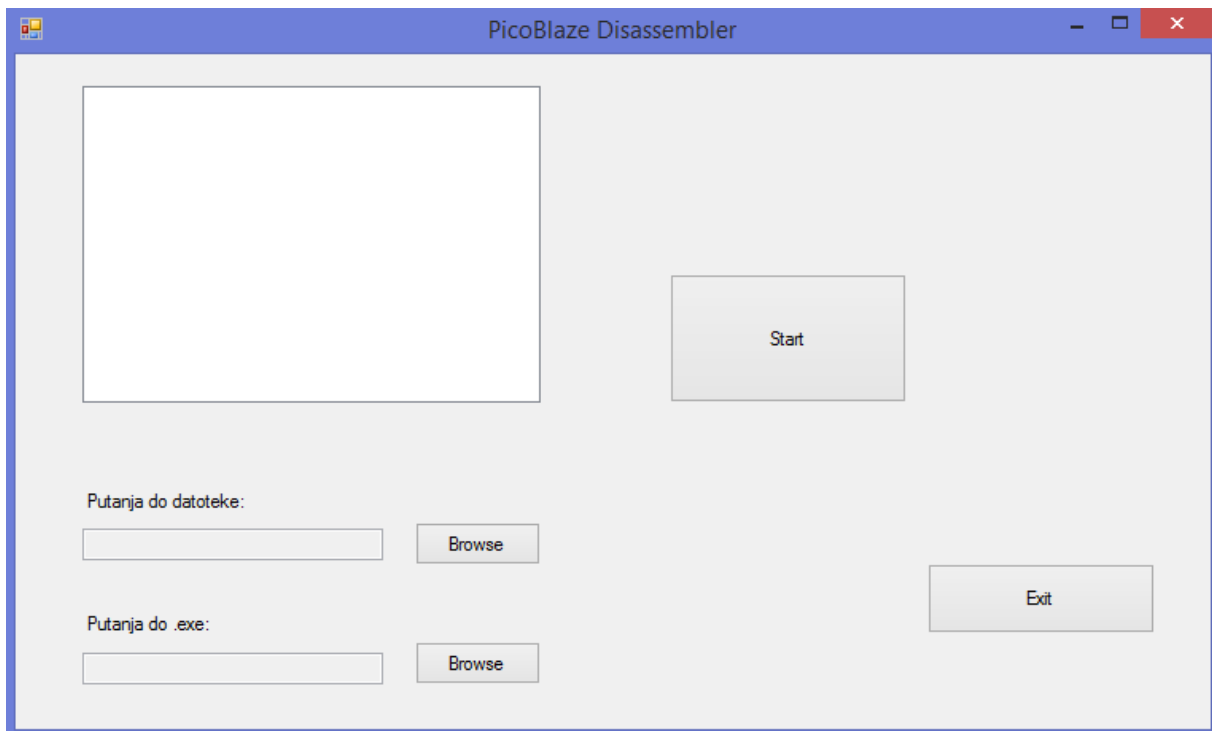 PicoBlaze Disassembler
Start
Putanja do datoteke:
Browse
Exit
Putanja do .exe:
Browse